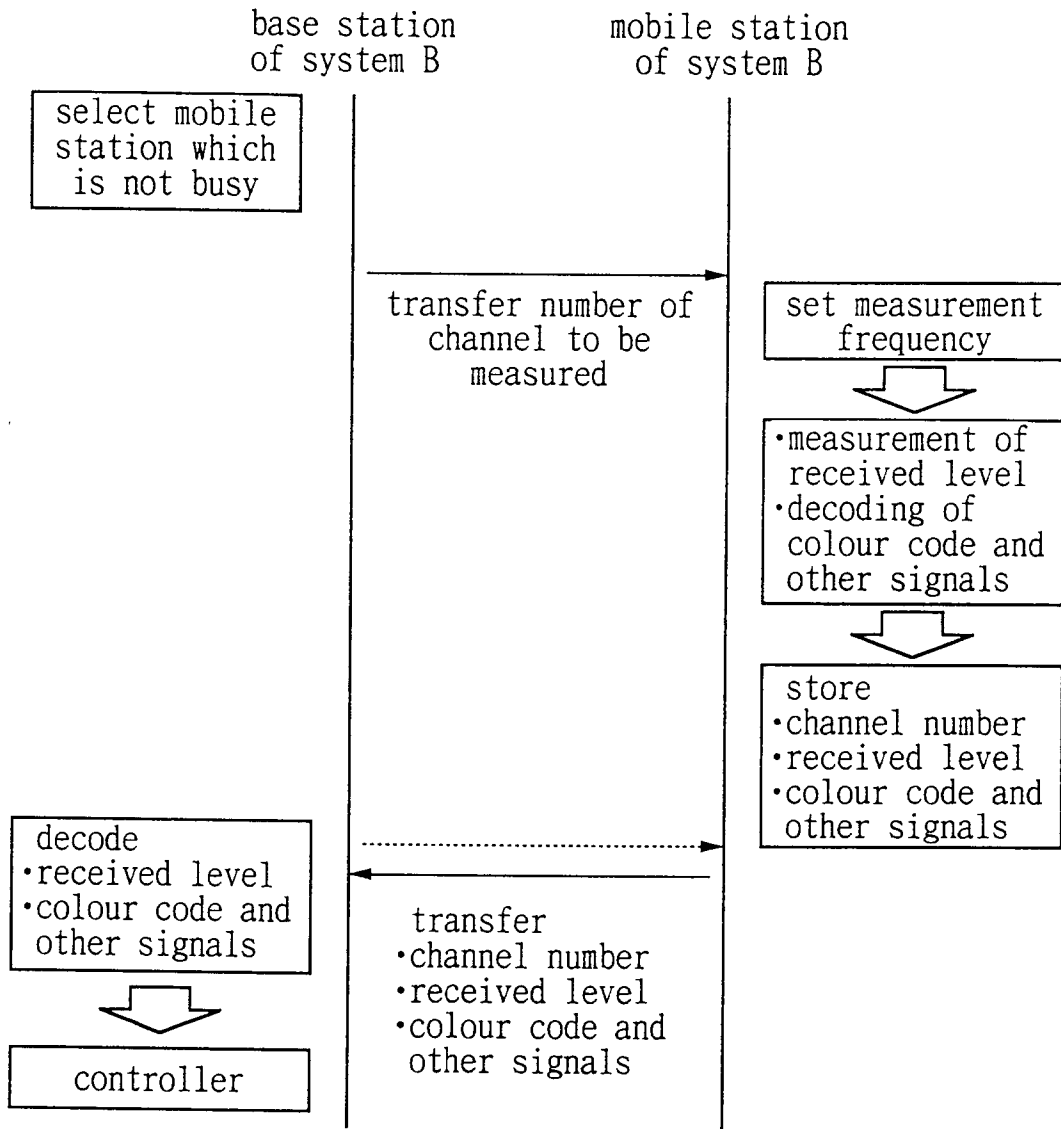 base station
of system B
mobile station
of system B
select mobile
station which
is not busy
transfer number of
channel to be
measured
set measurement
frequency
·measurement of
received level
·decoding of
colour code and
other signals
store
·channel number
·received level
·colour code and
other signals
decode
·received level
·colour code and
other signals
transfer
·channel number
·received level
·colour code and
other signals
controller